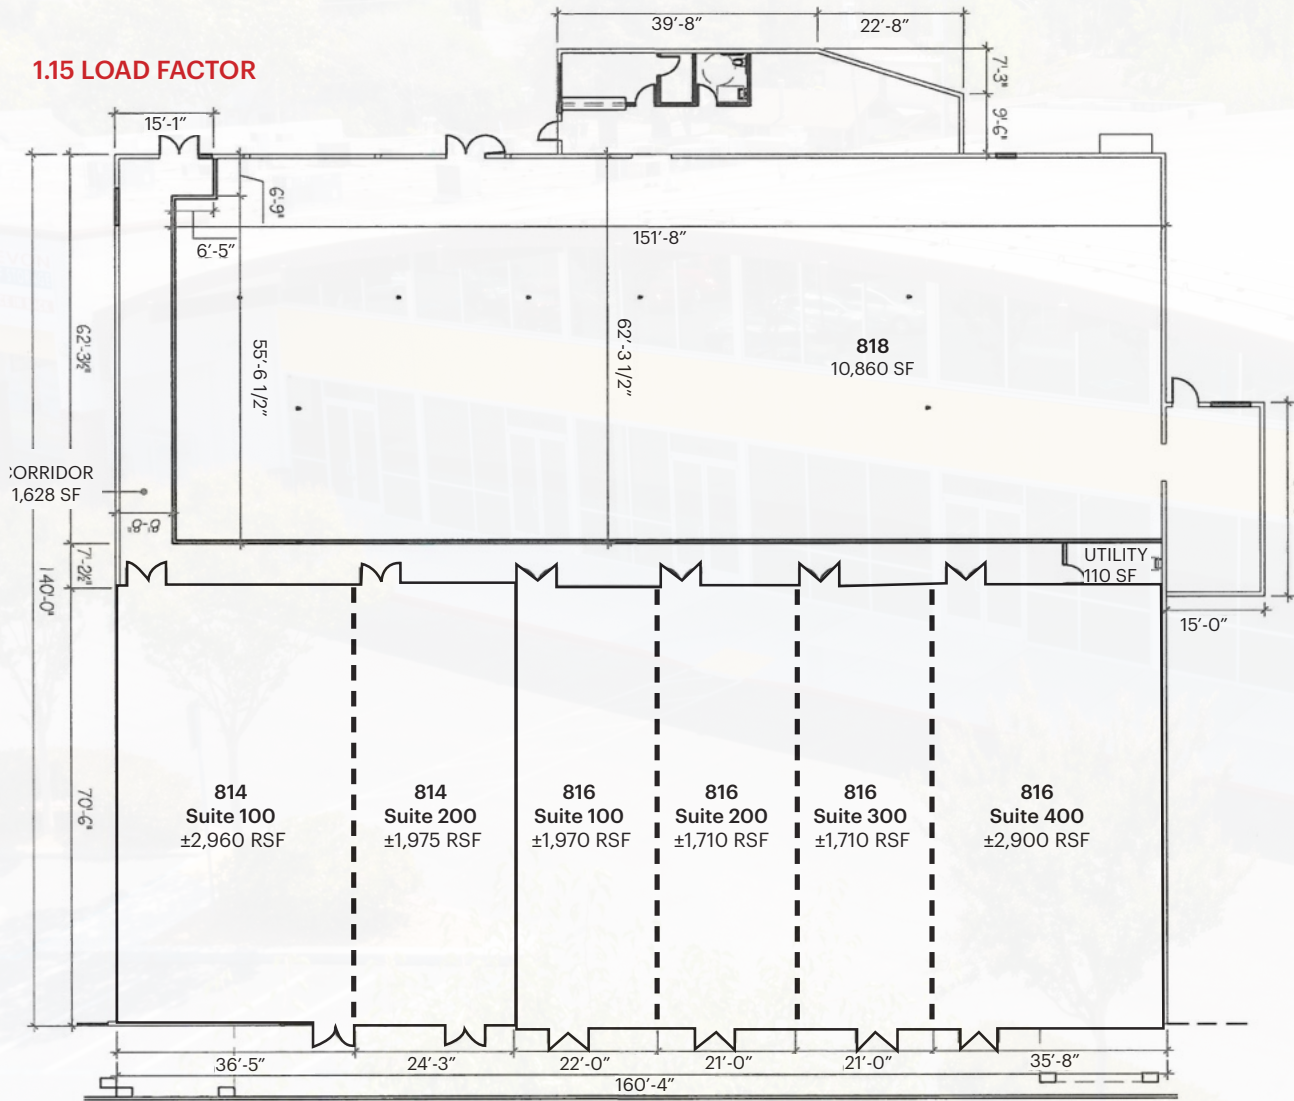 39'-8"
22'-8"
1.15 LOAD FACTOR
7'-3"
9'-6"
15'-1"
6'-9"
6'-5"
151'-8"
62'-3½"
55'-6 1/2"
62'-3 1/2"
818
10,860 SF
CORRIDOR
1,628 SF
8'-0"
7'-2½"
UTILITY
110 SF
140'-0"
15'-0"
70'-6"
814
Suite 100
±2,960 RSF
814
Suite 200
±1,975 RSF
816
Suite 100
±1,970 RSF
816
Suite 200
±1,710 RSF
816
Suite 300
±1,710 RSF
816
Suite 400
±2,900 RSF
36'-5"
24'-3"
22'-0"
21'-0"
21'-0"
35'-8"
160'-4"